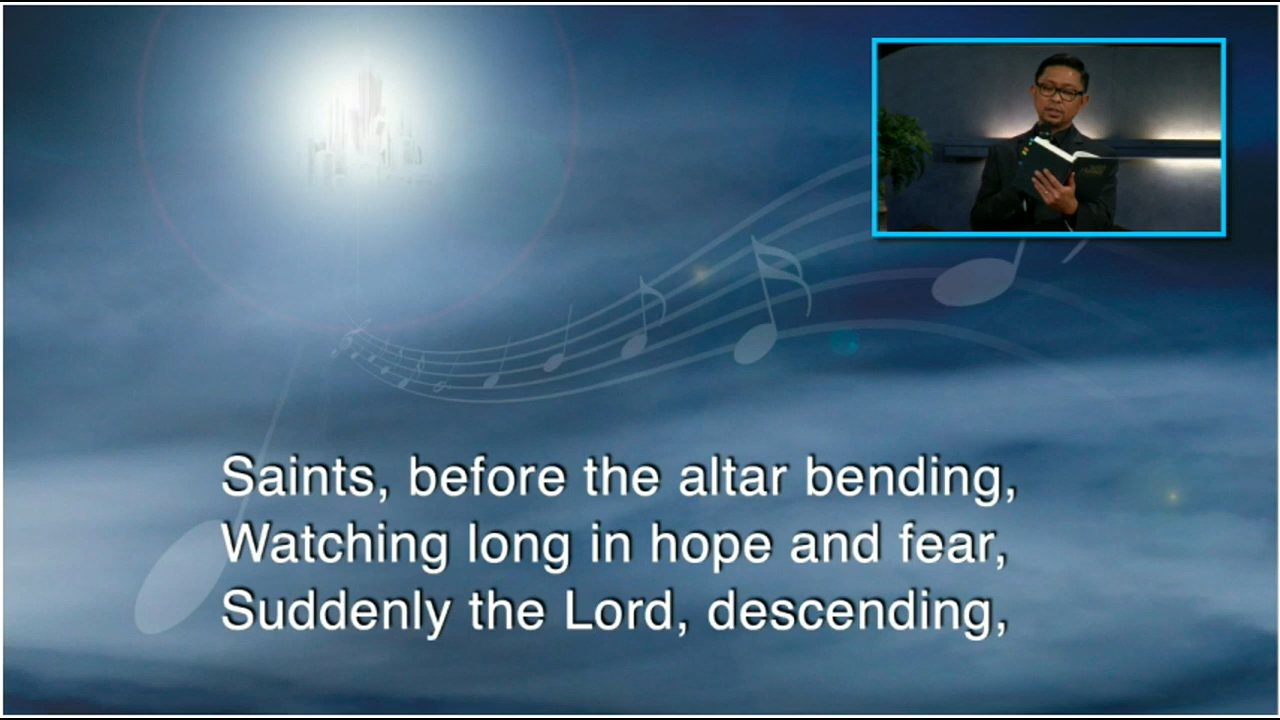 Saints, before the altar bending,
Watching long in hope and fear,
Suddenly the Lord, descending,